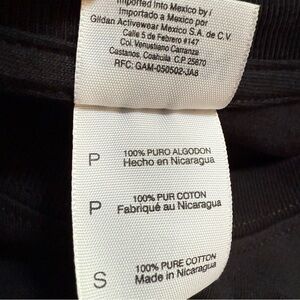 Imported into Mexico by /
Importado a Mexico por
Gildan Activewear Mexico S.A. de C.V
Calle 5 de Febrero #147
Col. Venustiano Carranza
Castanos, Coahuila C.P. 25870
RFC: GAM-050502-JA8
P
100% PURO ALGODON
Hecho en Nicaragua
P
100% PUR COTON
Fabriqué au Nicaragua
S
100% PURE COTTON
Made in Nicaragua